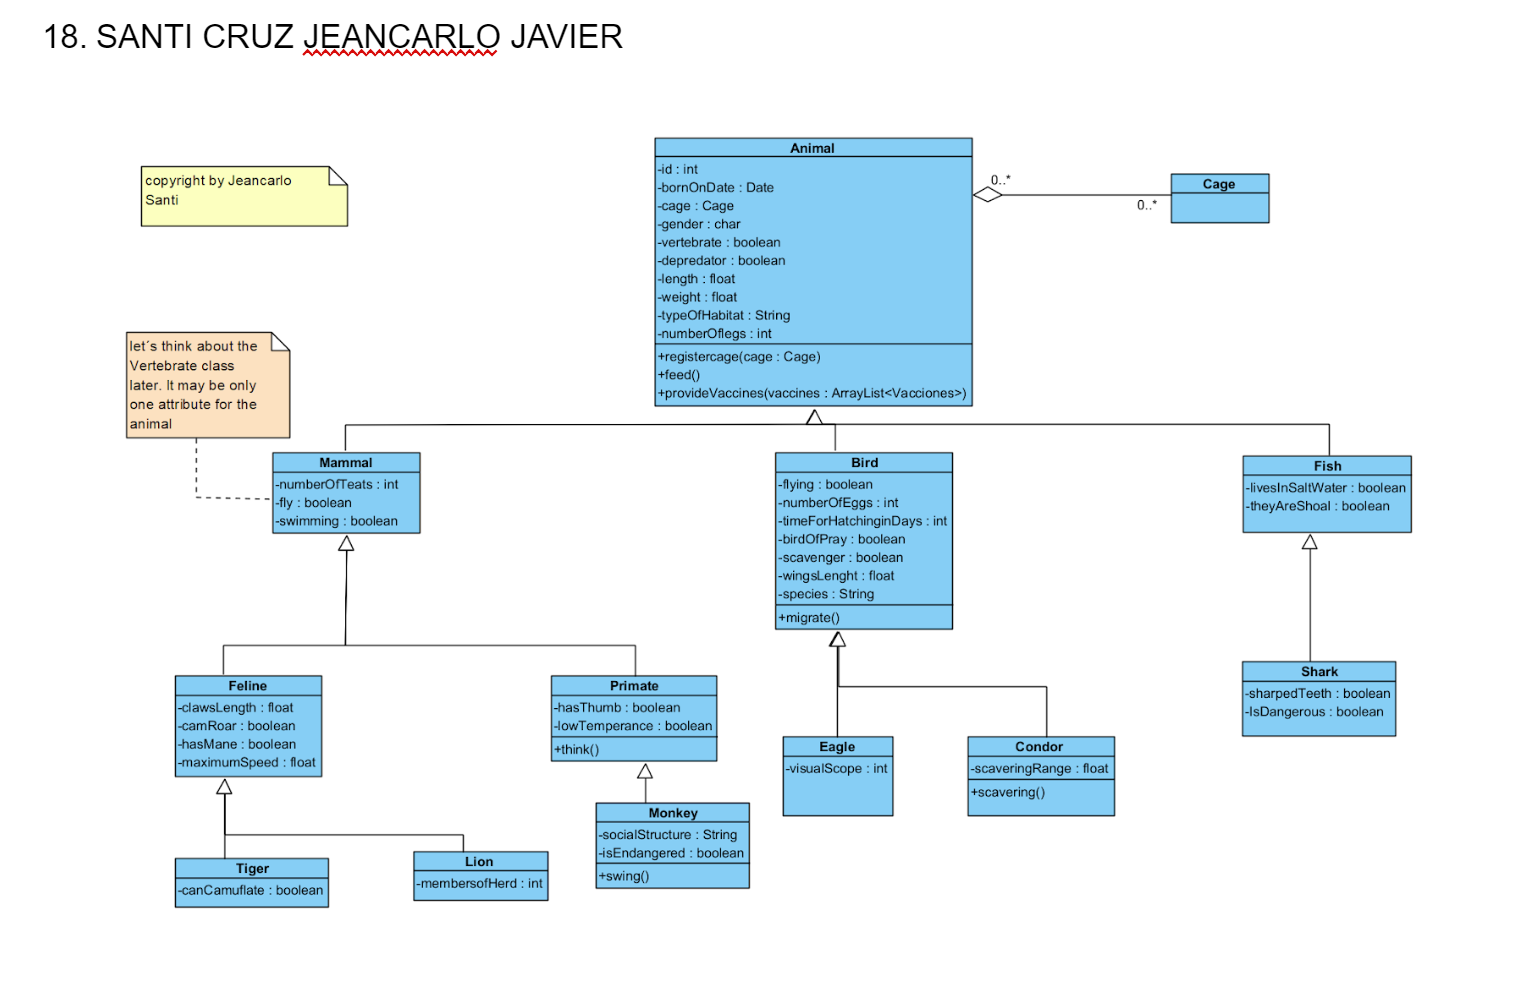 18. SANTI CRUZ JEANCARLO JAVIER
copyright by Jeancarlo
Santi
Animal
-id : int
-bornOnDate : Date
-cage : Cage
-gender : char
-vertebrate : boolean
-depredator : boolean
-length : float
-weight : float
-typeOfHabitat : String
-numberOflegs : int
+registercage(cage : Cage)
+feed()
+provideVaccines(vaccines : ArrayList<Vacciones>)
0..*
0..*
Cage
let´s think about the
Vertebrate class
later. It may be only
one attribute for the
animal
Mammal
-numberOfTeats : int
-fly : boolean
-swimming : boolean
Bird
-flying : boolean
-numberOfEggs : int
-timeForHatchinginDays : int
-birdOfPray : boolean
-scavenger : boolean
-wingsLenght : float
-species : String
+migrate()
Fish
-livesInSaltWater : boolean
-theyAreShoal : boolean
Feline
-clawsLength : float
-camRoar : boolean
-hasMane : boolean
-maximumSpeed : float
Primate
-hasThumb : boolean
-lowTemperance : boolean
+think()
Shark
-sharpedTeeth : boolean
-IsDangerous : boolean
Eagle
-visualScope : int
Condor
-scaveringRange : float
+scavering()
Monkey
-socialStructure : String
-isEndangered : boolean
+swing()
Tiger
-canCamuflate : boolean
Lion
-membersofHerd : int